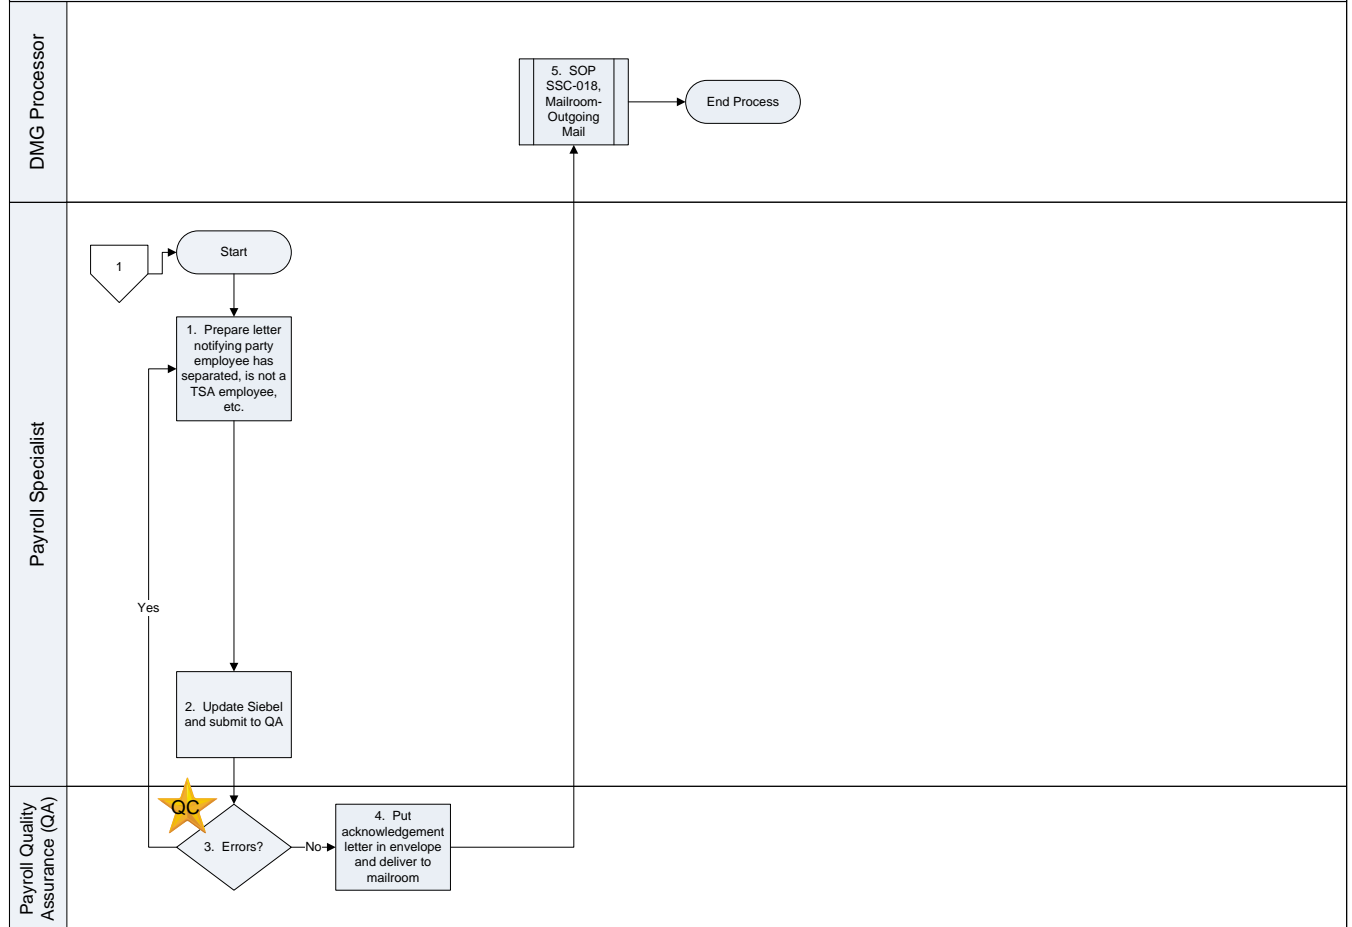 DMG Processor
5. SOP
SSC-018,
Mailroom-
Outgoing
Mail
End Process
Payroll Specialist
1
Start
1. Prepare letter
notifying party
employee has
separated, is not a
TSA employee,
etc.
Yes
2. Update Siebel
and submit to QA
Payroll Quality
Assurance (QA)
QC
3. Errors?
No
4. Put
acknowledgement
letter in envelope
and deliver to
mailroom